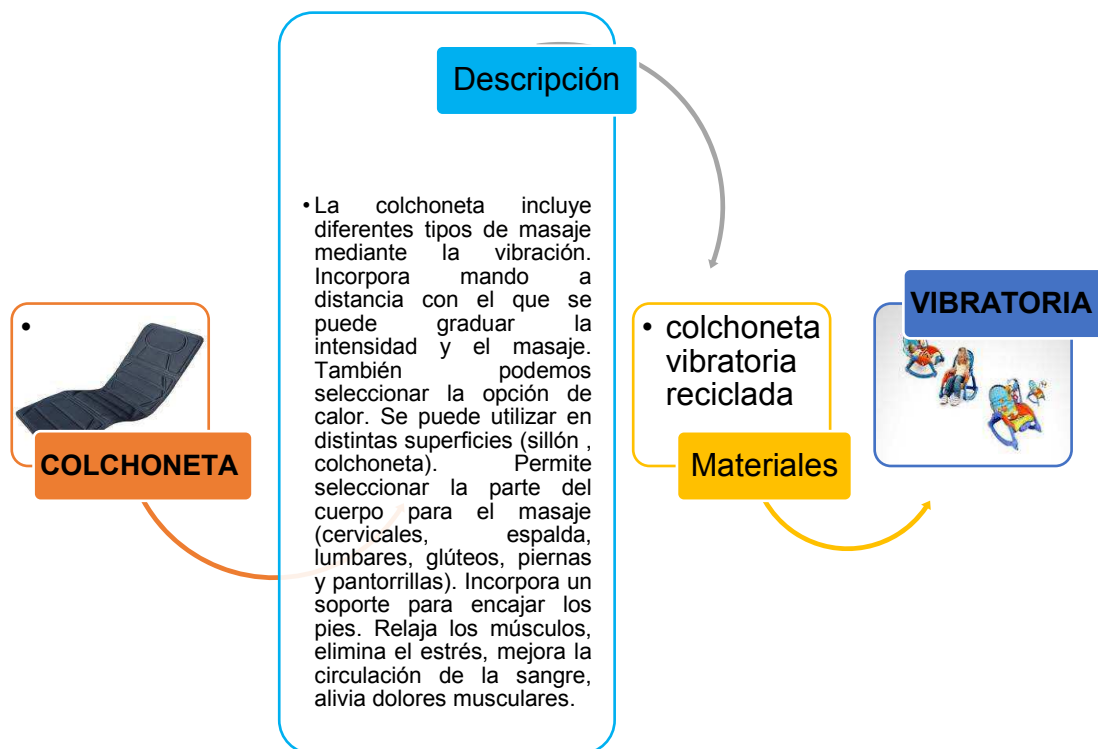 •
COLCHONETA
Descripción
• La colchoneta incluye
diferentes tipos de masaje
mediante la vibración.
Incorpora mando a
distancia con el que se
puede graduar la
intensidad y el masaje.
También podemos
seleccionar la opción de
calor. Se puede utilizar en
distintas superficies (sillón ,
colchoneta). Permite
seleccionar la parte del
cuerpo para el masaje
(cervicales, espalda,
lumbares, glúteos, piernas
y pantorrillas). Incorpora un
soporte para encajar los
pies. Relaja los músculos,
elimina el estrés, mejora la
circulación de la sangre,
alivia dolores musculares.
• colchoneta
vibratoria
reciclada
Materiales
VIBRATORIA